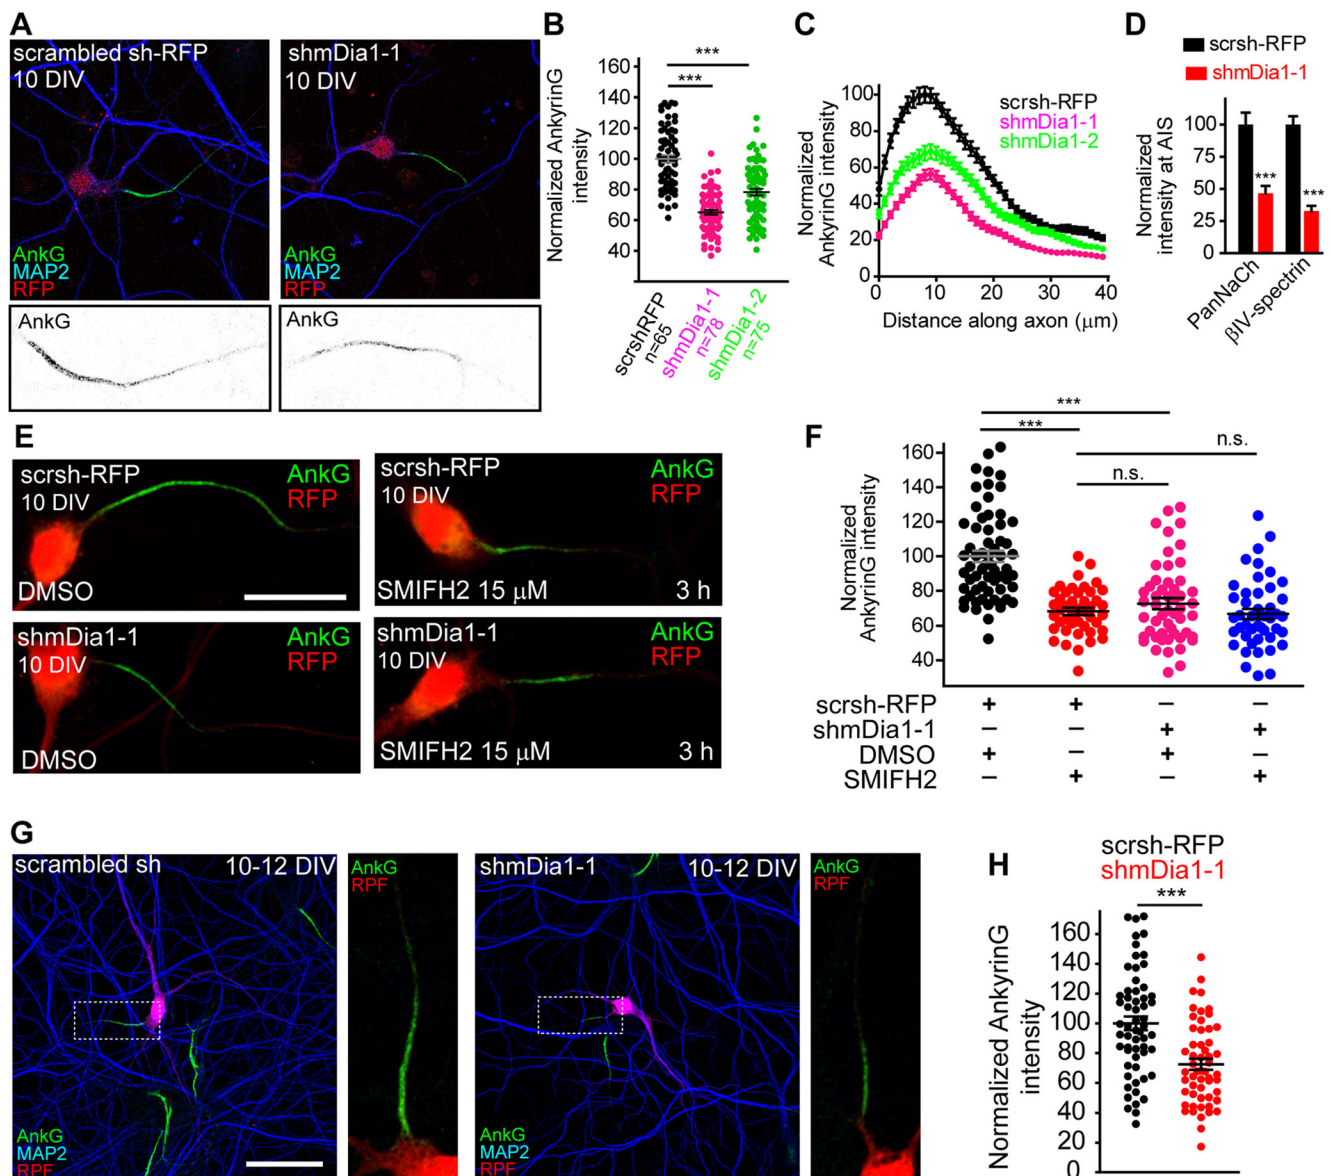 A
scrambled sh-RFP
10 DIV
AnkG
MAP2
RFP
shmDia1-1
10 DIV
AnkG
MAP2
RFP
AnkG
AnkG
B
Normalized AnkyrinG
intensity
160
140
120
100
80
60
40
***
***
scrshRFP
n=65
shmDia1-1
n=78
shmDia1-2
n=75
C
Normalized
AnkyrinG intensity
100
80
60
40
20
0
scrsh-RFP
shmDia1-1
shmDia1-2
0 10 20 30 40
Distance along axon (μm)
D
scrsh-RFP
shmDia1-1
Normalized
intensity at AIS
100
75
50
25
0
***
***
PanNaCh
βIV-spectrin
E
scrsh-RFP
10 DIV
AnkG
RFP
DMSO
scrsh-RFP
10 DIV
AnkG
RFP
SMIFH2 15 μM 3 h
shmDia1-1
10 DIV
AnkG
RFP
DMSO
shmDia1-1
10 DIV
AnkG
RFP
SMIFH2 15 μM 3 h
F
Normalized
AnkyrinG intensity
160
140
120
100
80
60
40
***
***
n.s.
n.s.
scrsh-RFP + + – –
shmDia1-1 – – + +
DMSO + – + –
SMIFH2 – + – +
G
scrambled sh 10-12 DIV
AnkG
MAP2
RPF
AnkG
RPF
shmDia1-1 10-12 DIV
AnkG
MAP2
RPF
AnkG
RPF
H
scrsh-RFP
shmDia1-1
***
Normalized AnkyrinG
intensity
160
140
120
100
80
60
40
20
0